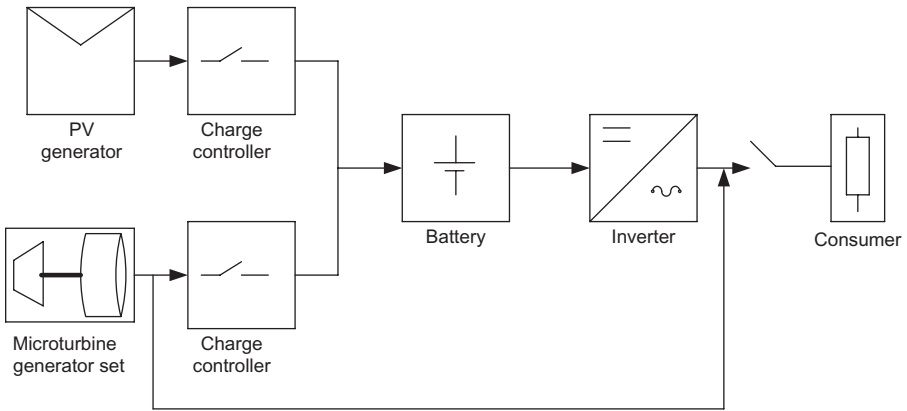 PV
generator
Charge
controller
Battery
Inverter
Consumer
Microturbine
generator set
Charge
controller